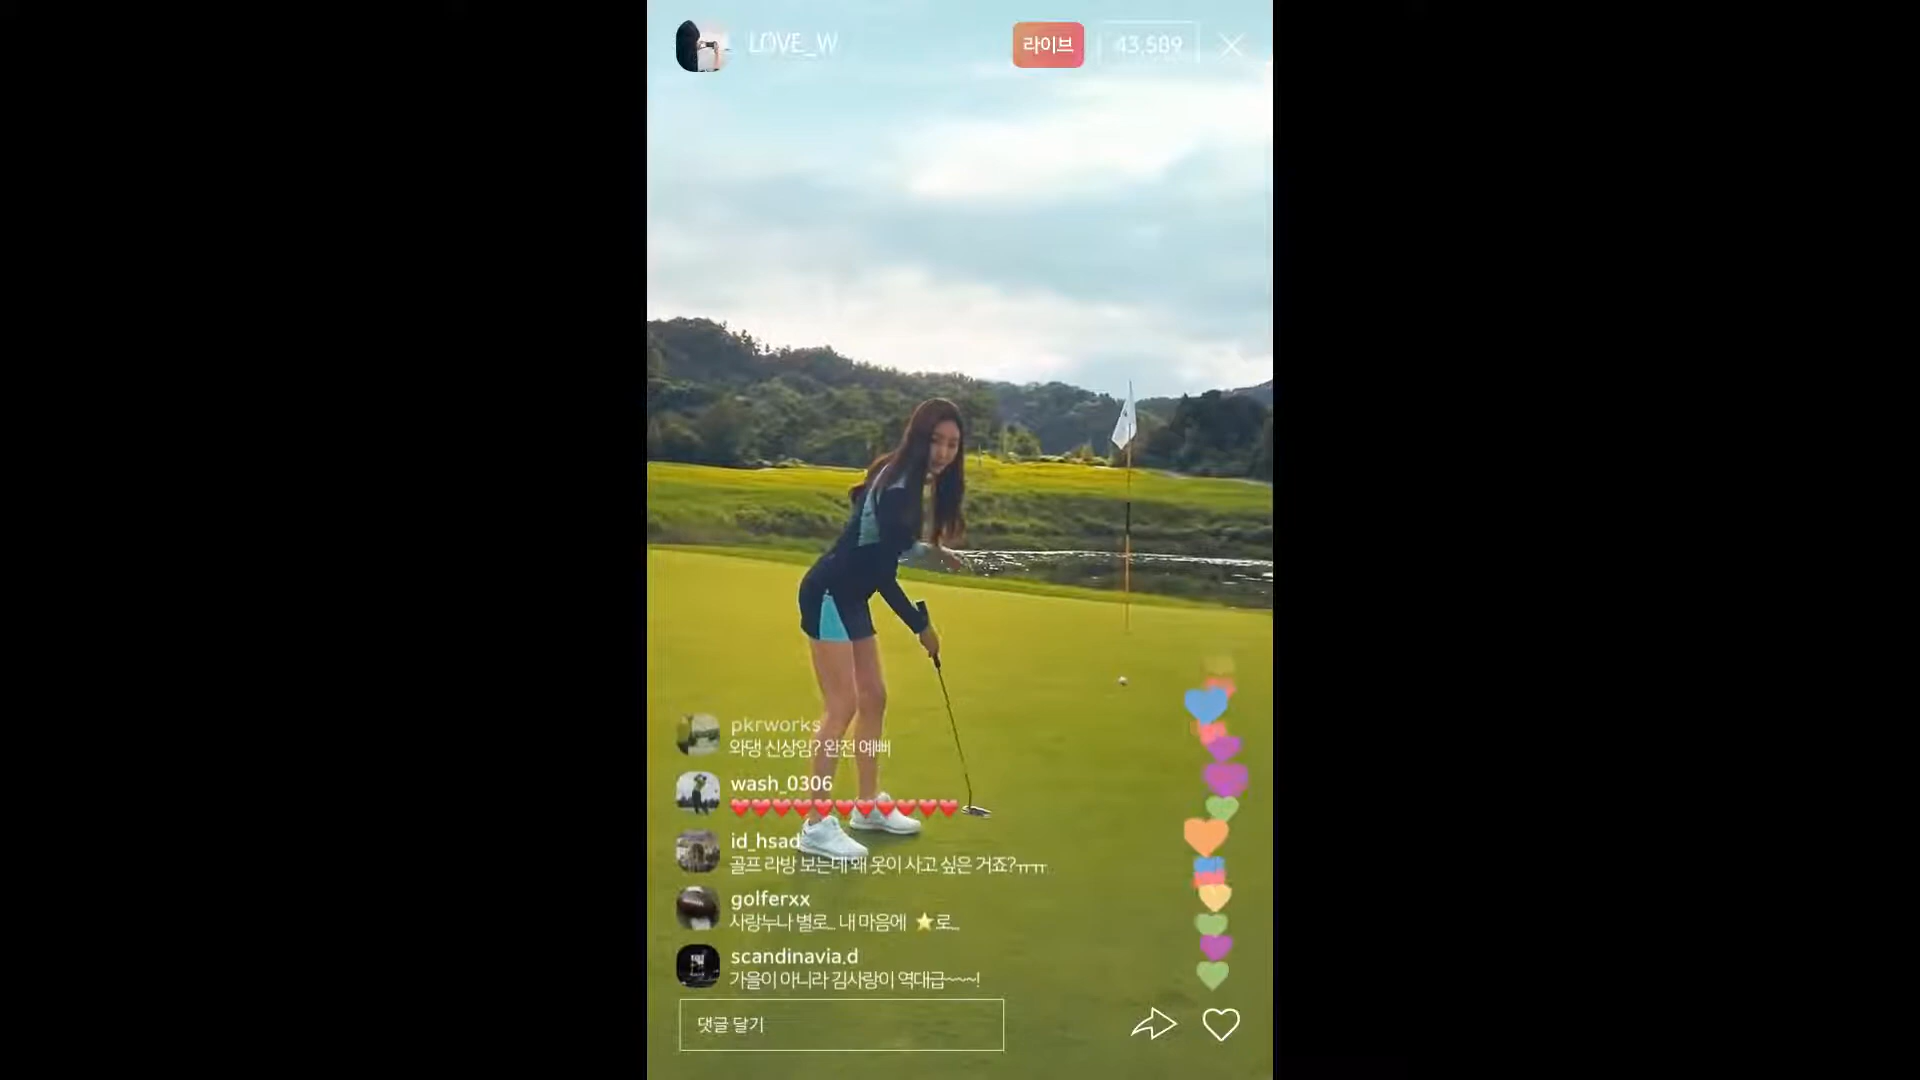 LOVE_W
라이브
43,509
pkrworks
와댕 신상임? 완전 예뻐
wash_0306
id_hsad
골프 라방 보는데 왜 옷이 사고 싶은 거죠?ㅠㅠ
golferxx
사랑누나 별로... 내 마음에 ⭐로...
scandinavia.d
가을이 아니라 김사랑이 역대급~~~!
댓글 달기